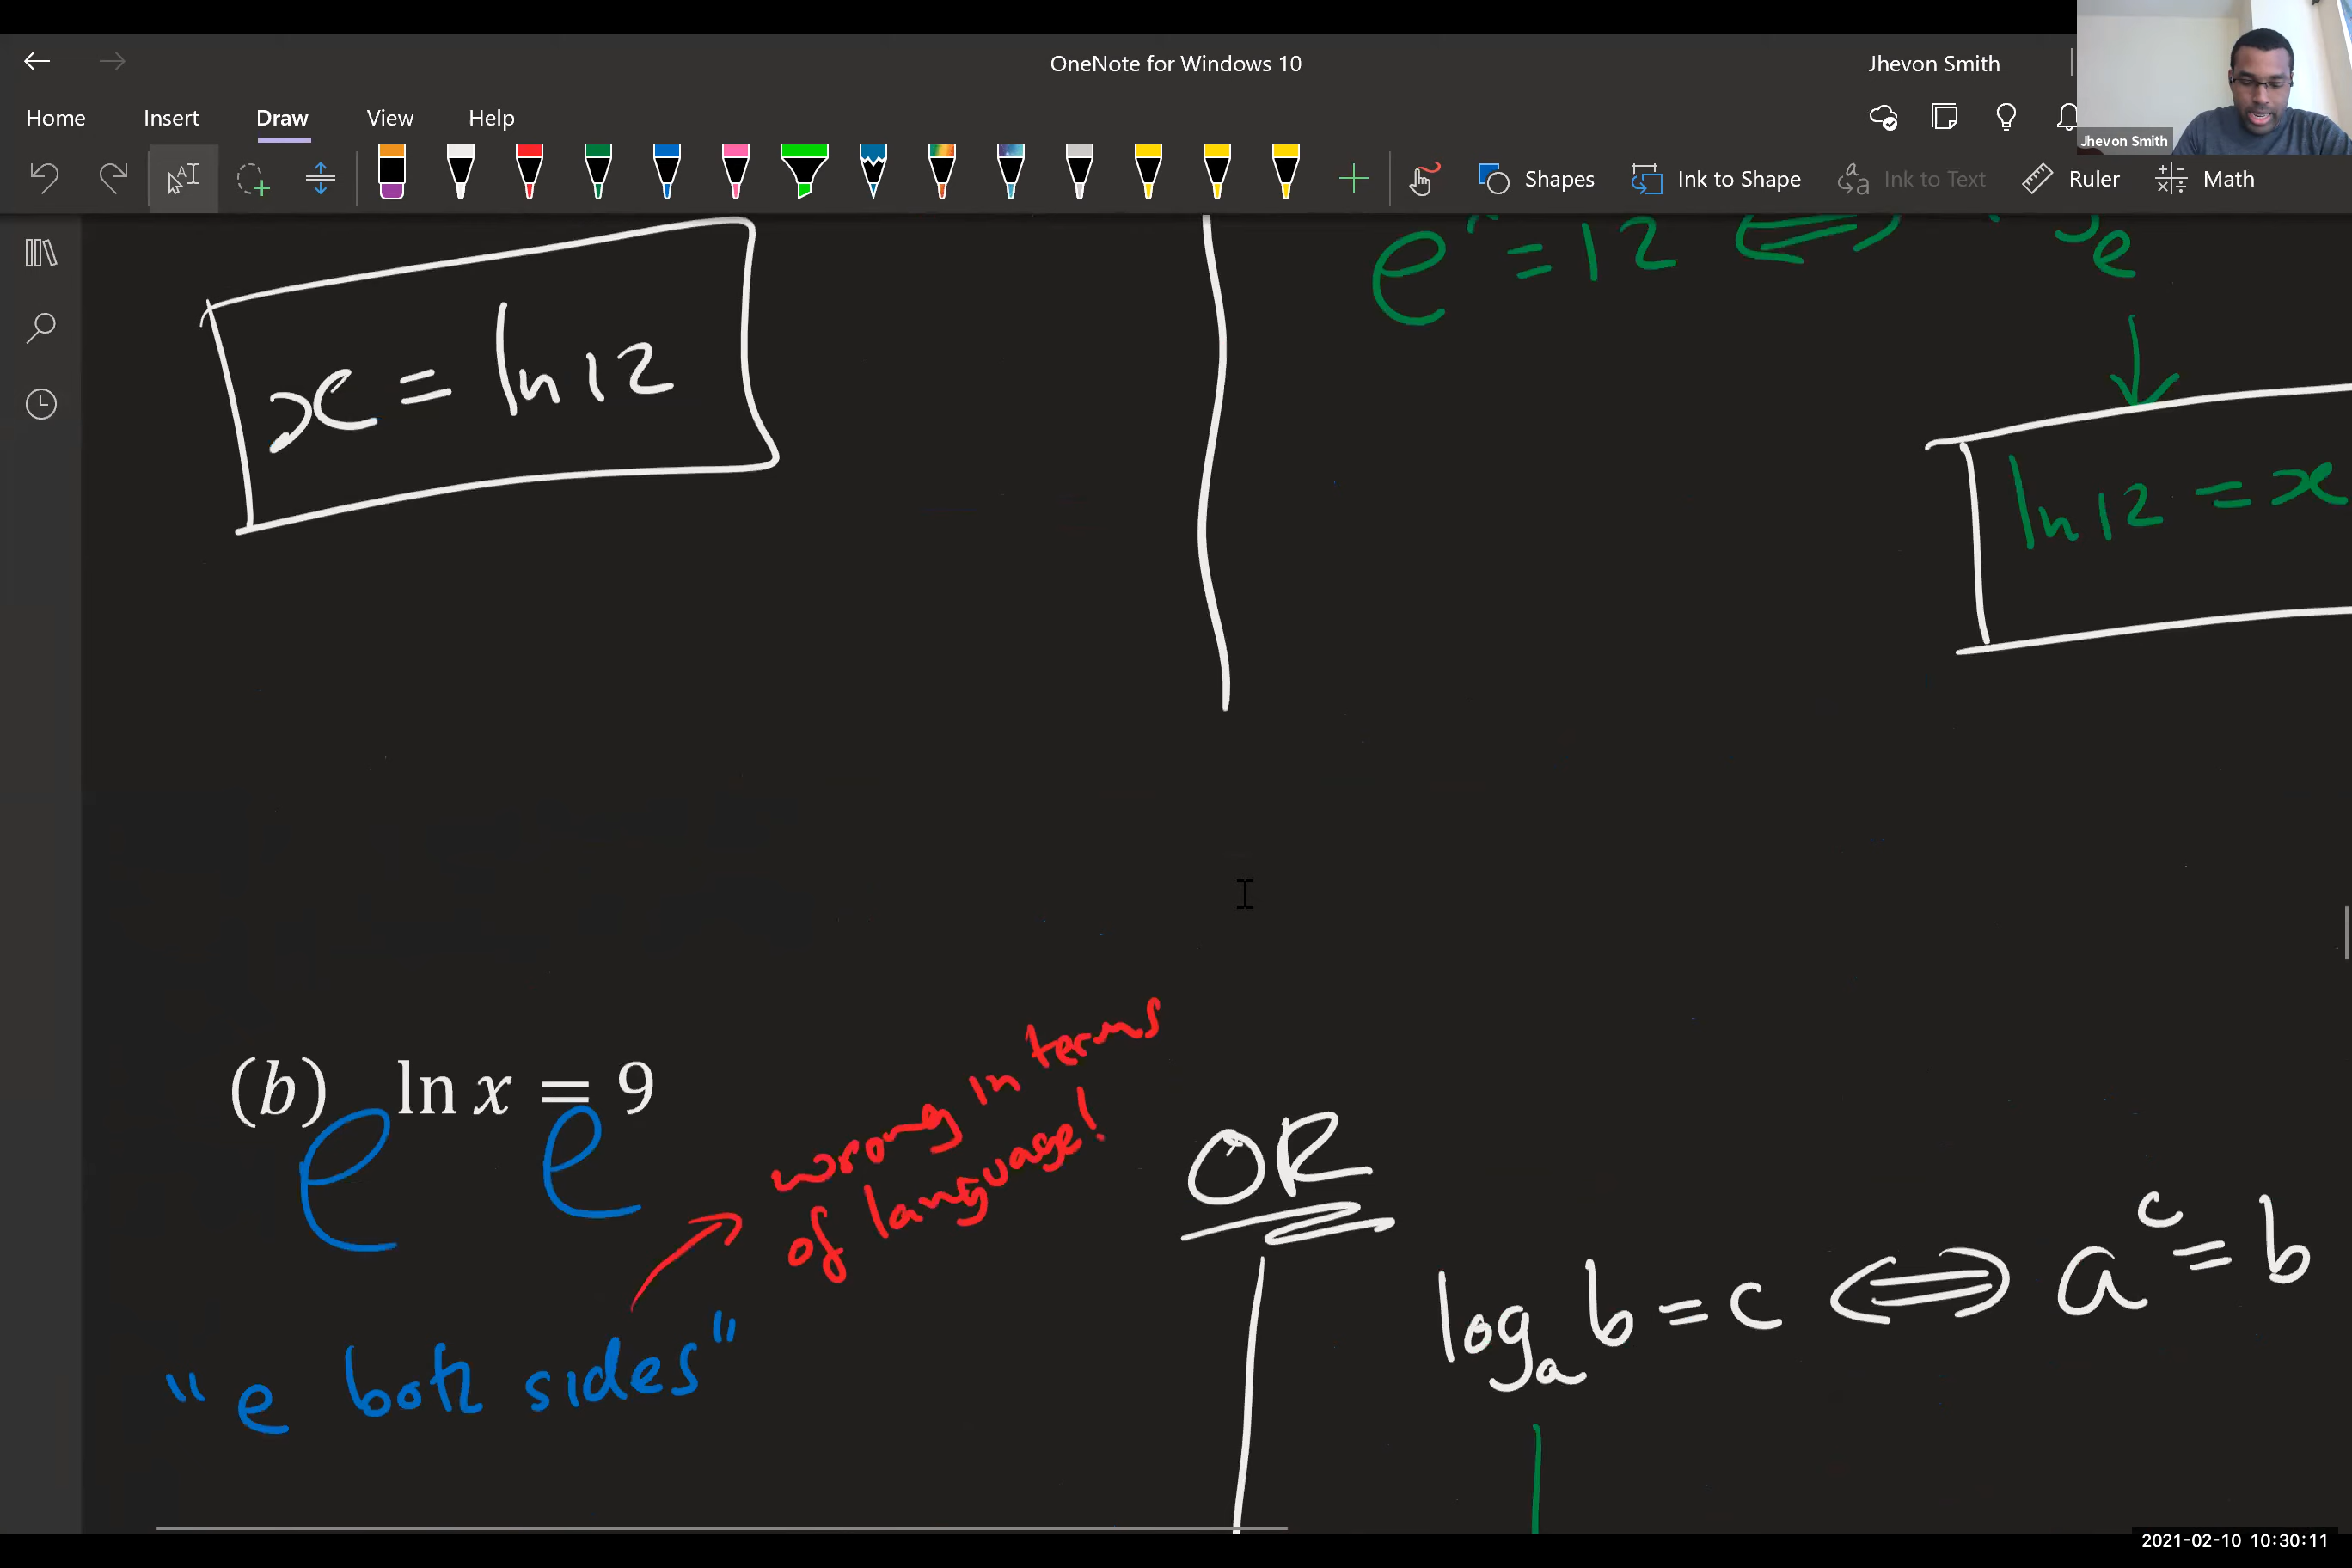 OneNote for Windows 10
Jhevon Smith
Home Insert Draw View Help
Jhevon Smith
Shapes Ink to Shape Ink to Text Ruler Math
x = ln 12
e = 12 ⟺ e
ln 12 = x
(b) ln x = 9
e e
wrong in terms
of language!
"e both sides"
OR
log_a b = c ⟺ a^c = b
2021-02-10 10:30:11